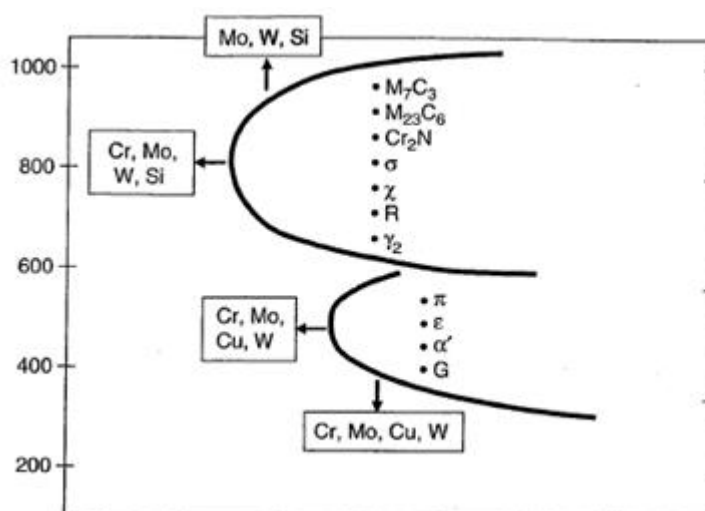 Mo, W, Si
1000
M₇C₃
M₂₃C₆
Cr₂N
Cr, Mo,
W, Si
800
σ
χ
R
γ₂
600
π
Cr, Mo,
Cu, W
ε
α′
400
G
Cr, Mo, Cu, W
200